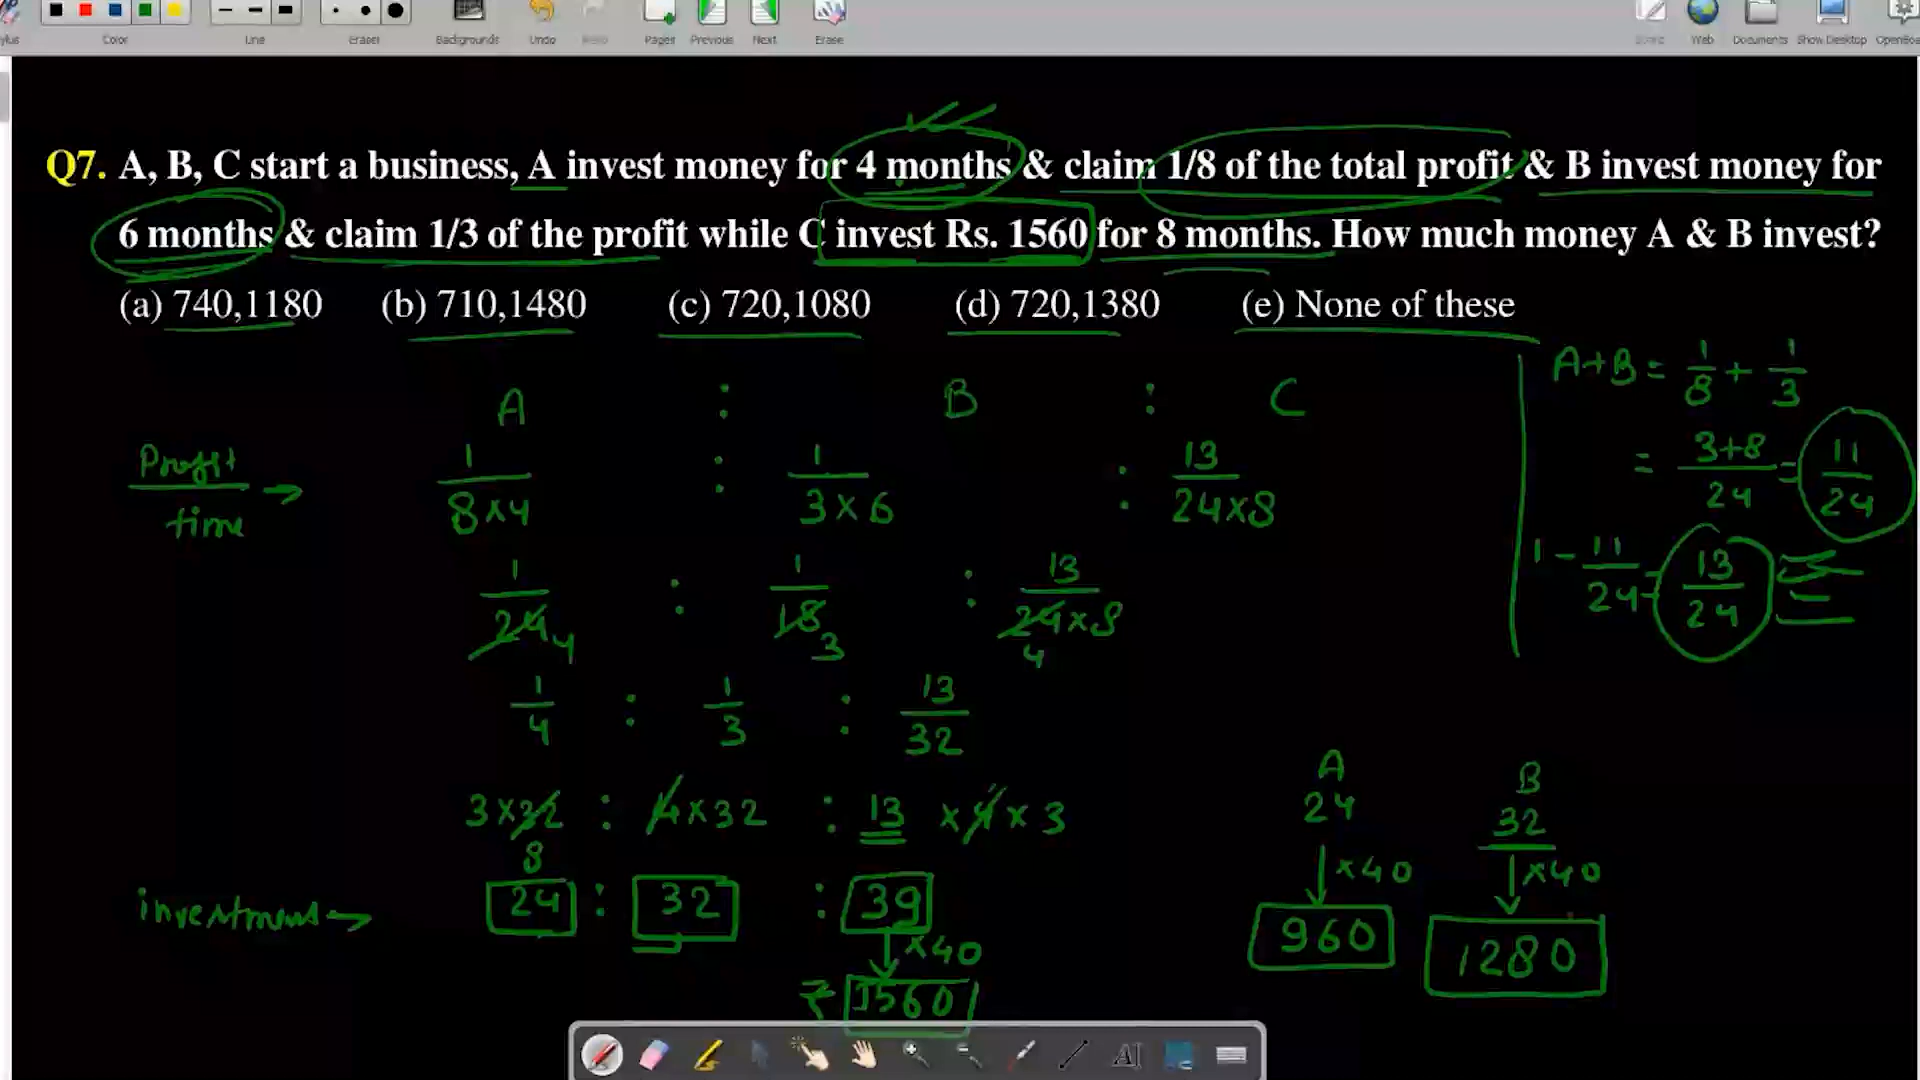 Color Line Eraser Backgrounds Undo Pages Previous Next Erase Web Documents Show Desktop
Q7. A, B, C start a business, A invest money for 4 months & claim 1/8 of the total profit & B invest money for
6 months & claim 1/3 of the profit while C invest Rs. 1560 for 8 months. How much money A & B invest?
(a) 740,1180 (b) 710,1480 (c) 720,1080 (d) 720,1380 (e) None of these
A : B : C
Profit/time → 1/8×4 : 1/3×6 : 13/24×8
1/24 4 : 1/18 3 : 13/24×8 4
1/4 : 1/3 : 13/32
3×32 8 : 4×32 : 13 ×4×3
investment → 24 : 32 : 39
×40
₹ 1560
A+B = 1/8 + 1/3
= 3+8/24 = 11/24
1 - 11/24 = 13/24
A B
24 32
×40 ×40
960 1280